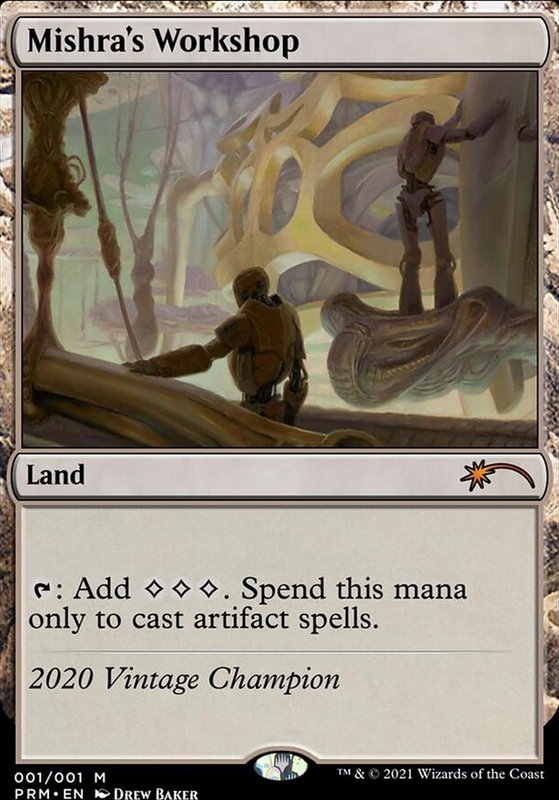 Mishra's Workshop
Land
: Add . Spend this mana
only to cast artifact spells.
2020 Vintage Champion
001/001 M
PRM • EN Drew Baker
™ & © 2021 Wizards of the Coast